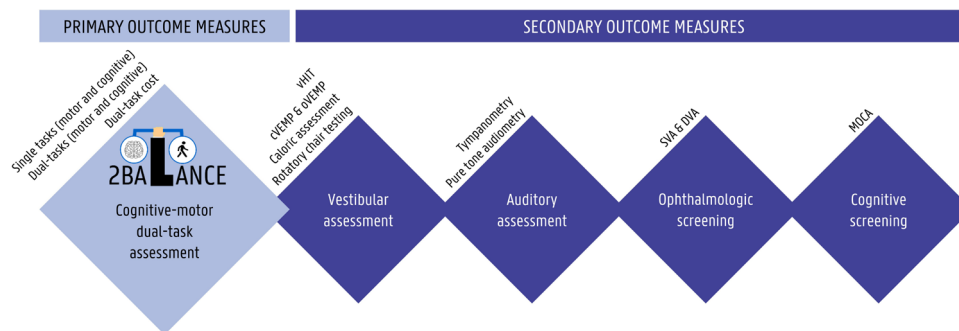 PRIMARY OUTCOME MEASURES
SECONDARY OUTCOME MEASURES
Single tasks (motor and cognitive)
Dual-tasks (motor and cognitive)
Dual-task cost
2BALANCE
Cognitive-motor
dual-task
assessment
vHIT
cVEMP & oVEMP
Caloric assessment
Rotatory chair testing
Vestibular
assessment
Tympanometry
Pure tone audiometry
Auditory
assessment
SVA & DVA
Ophthalmologic
screening
MOCA
Cognitive
screening